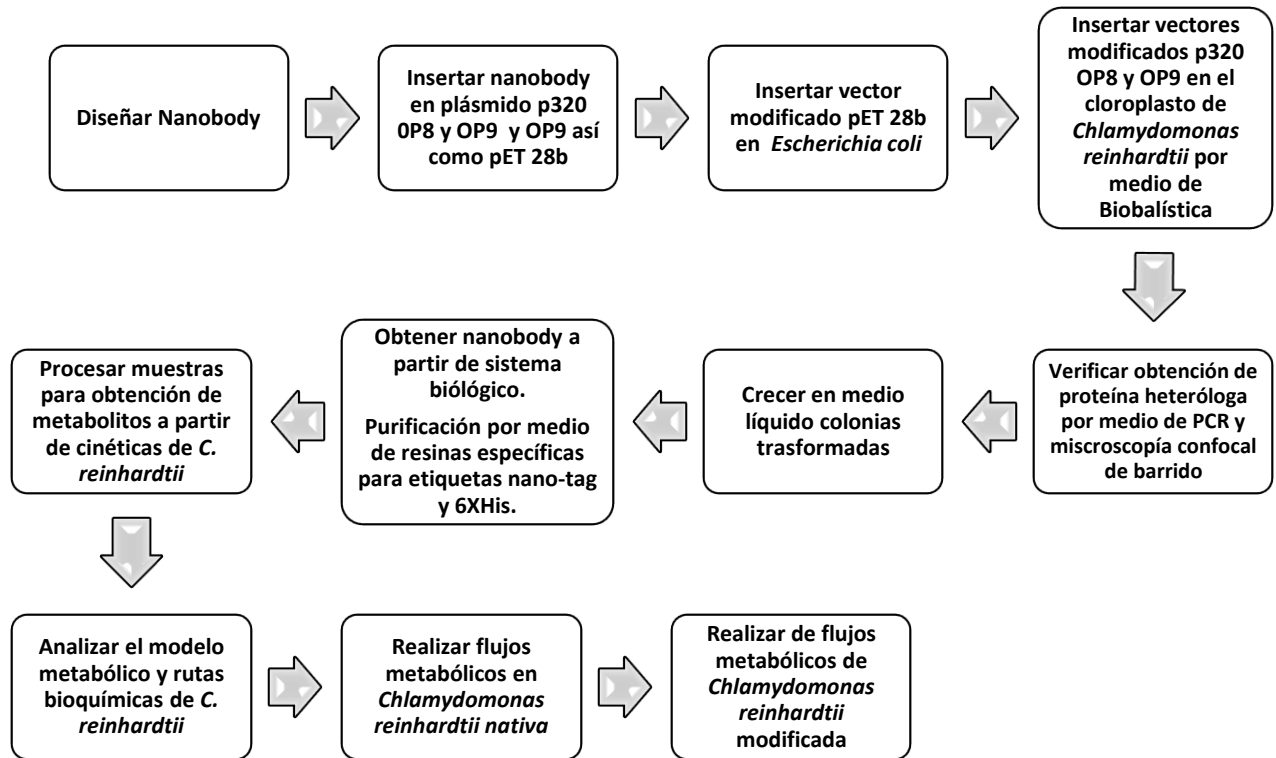 Diseñar Nanobody
Insertar nanobody
en plásmido p320
0P8 y OP9 y OP9 así
como pET 28b
Insertar vector
modificado pET 28b
en Escherichia coli
Insertar vectores
modificados p320
OP8 y OP9 en el
cloroplasto de
Chlamydomonas
reinhardtii por
medio de
Biobalística
Verificar obtención de
proteína heteróloga
por medio de PCR y
miscroscopía confocal
de barrido
Crecer en medio
líquido colonias
trasformadas
Obtener nanobody a
partir de sistema
biólógico.
Purificación por medio
de resinas específicas
para etiquetas nano-tag
y 6XHis.
Procesar muestras
para obtención de
metabolitos a partir
de cinéticas de C.
reinhardtii
Analizar el modelo
metabólico y rutas
bioquímicas de C.
reinhardtii
Realizar flujos
metabólicos en
Chlamydomonas
reinhardtii nativa
Realizar de flujos
metabólicos de
Chlamydomonas
reinhardtii
modificada